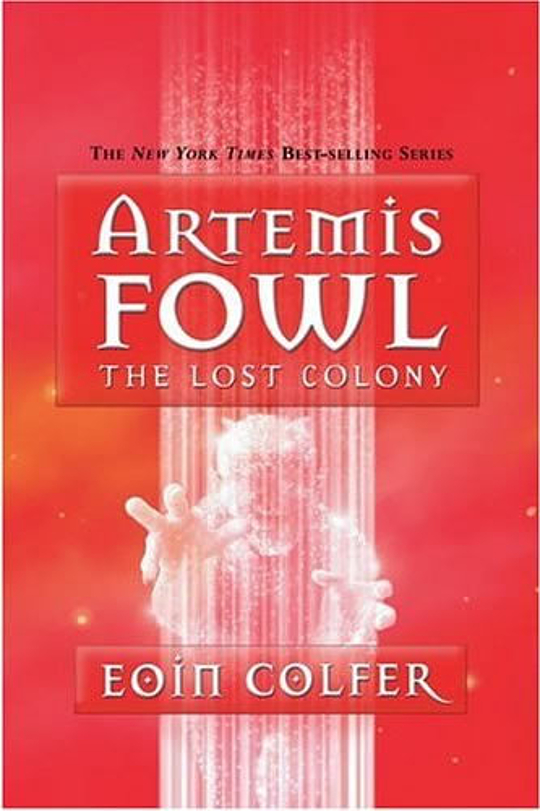 THE NEW YORK TIMES BEST-SELLING SERIES
ARTEMIS
FOWL
THE LOST COLONY
EOIN COLFER